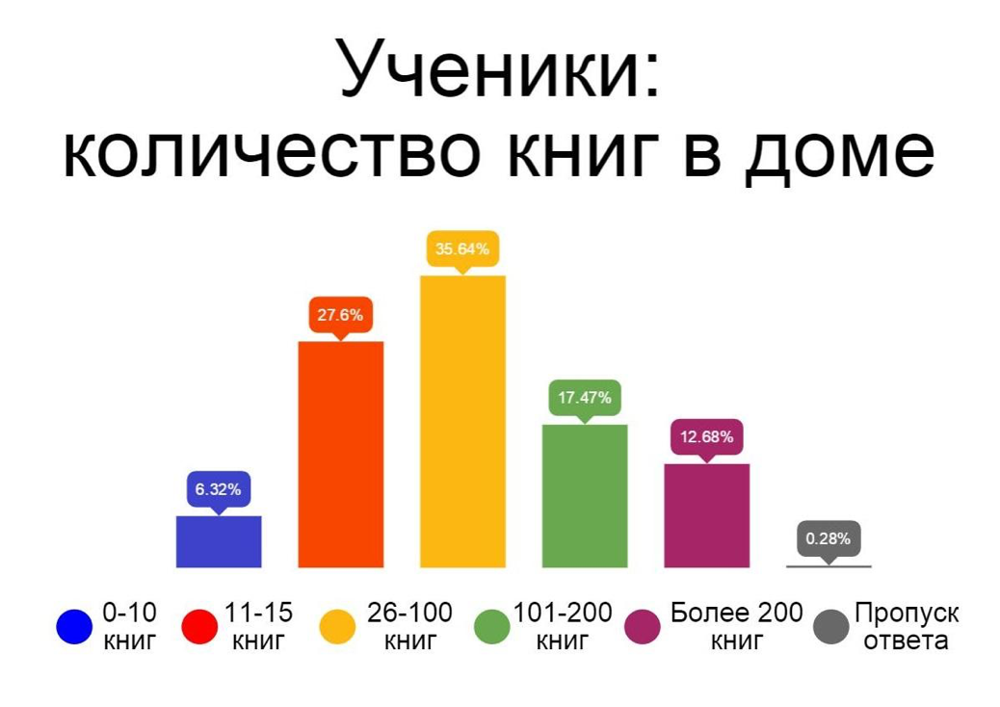 Ученики:
количество книг в доме
35.64%
27.6%
17.47%
12.68%
6.32%
0.28%
0-10 книг
11-15 книг
26-100 книг
101-200 книг
Более 200 книг
Пропуск ответа